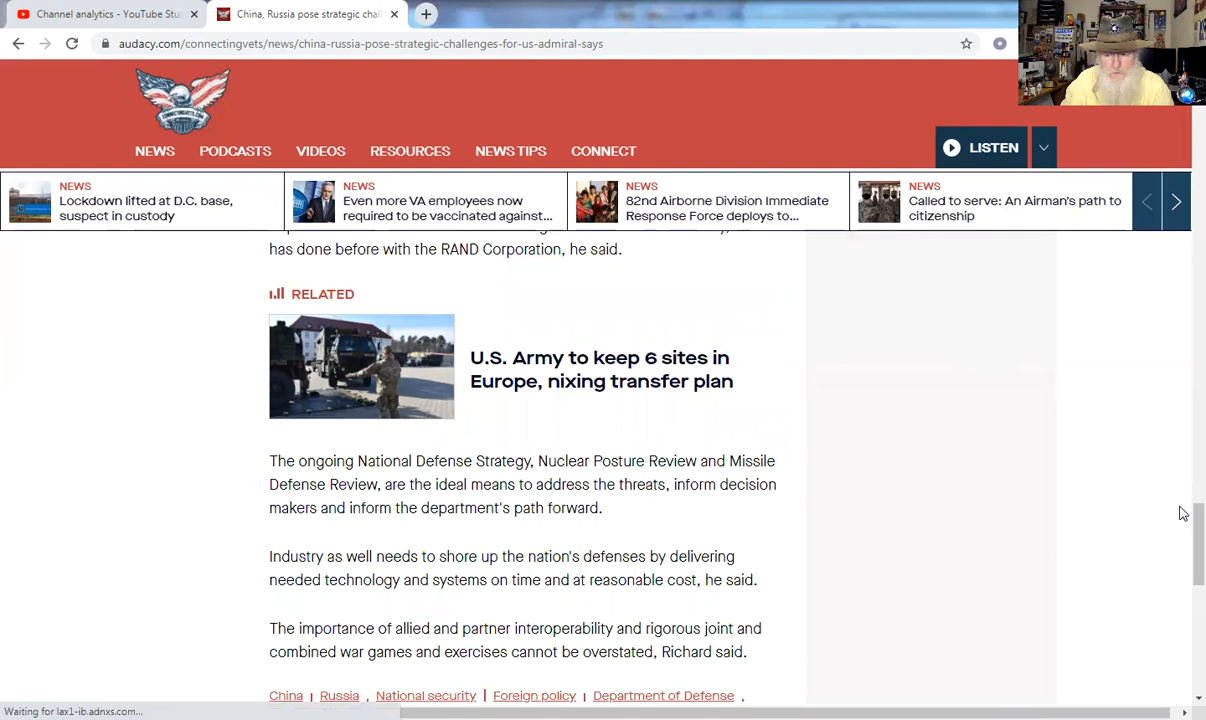 Channel analytics - YouTube Stu
China, Russia pose strategic chal
audacy.com/connectingvets/news/china-russia-pose-strategic-challenges-for-us-admiral-says
CONNECTINGVETS.COM
NEWS PODCASTS VIDEOS RESOURCES NEWS TIPS CONNECT
LISTEN
NEWS
Lockdown lifted at D.C. base,
suspect in custody
NEWS
Even more VA employees now
required to be vaccinated against...
NEWS
82nd Airborne Division Immediate
Response Force deploys to...
NEWS
Called to serve: An Airman's path to
citizenship
has done before with the RAND Corporation, he said.
RELATED
U.S. Army to keep 6 sites in
Europe, nixing transfer plan
The ongoing National Defense Strategy, Nuclear Posture Review and Missile
Defense Review, are the ideal means to address the threats, inform decision
makers and inform the department's path forward.
Industry as well needs to shore up the nation's defenses by delivering
needed technology and systems on time and at reasonable cost, he said.
The importance of allied and partner interoperability and rigorous joint and
combined war games and exercises cannot be overstated, Richard said.
China | Russia , National security | Foreign policy | Department of Defense ,
Waiting for lax1-ib.adnxs.com...